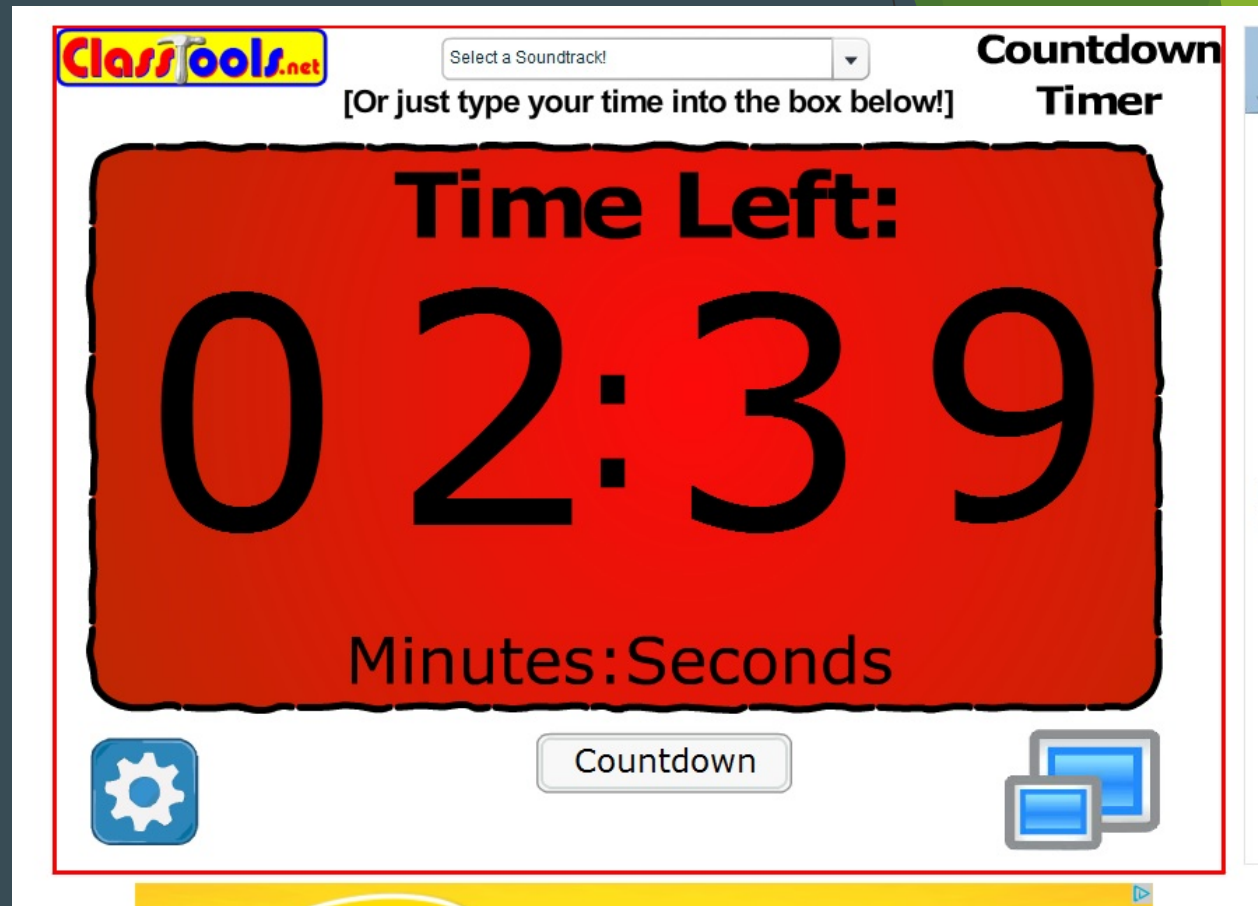 ClassTools.net
Select a Soundtrack!
Countdown
Timer
[Or just type your time into the box below!]
Time Left:
02:39
Minutes:Seconds
Countdown